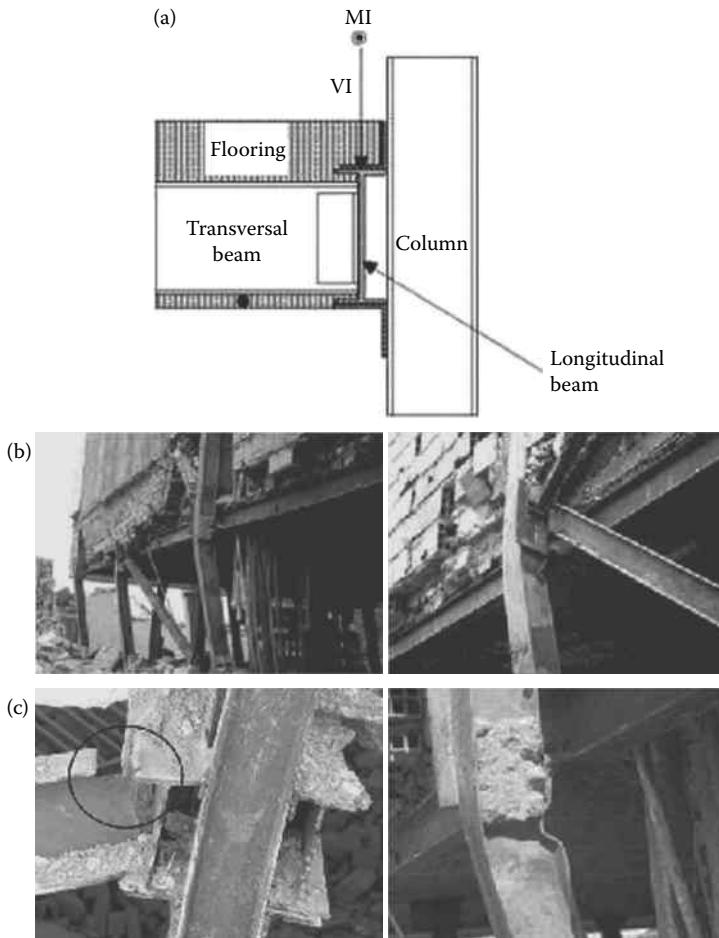 (a)
MI
VI
Flooring
Transversal
beam
Column
Longitudinal
beam
(b)
(c)